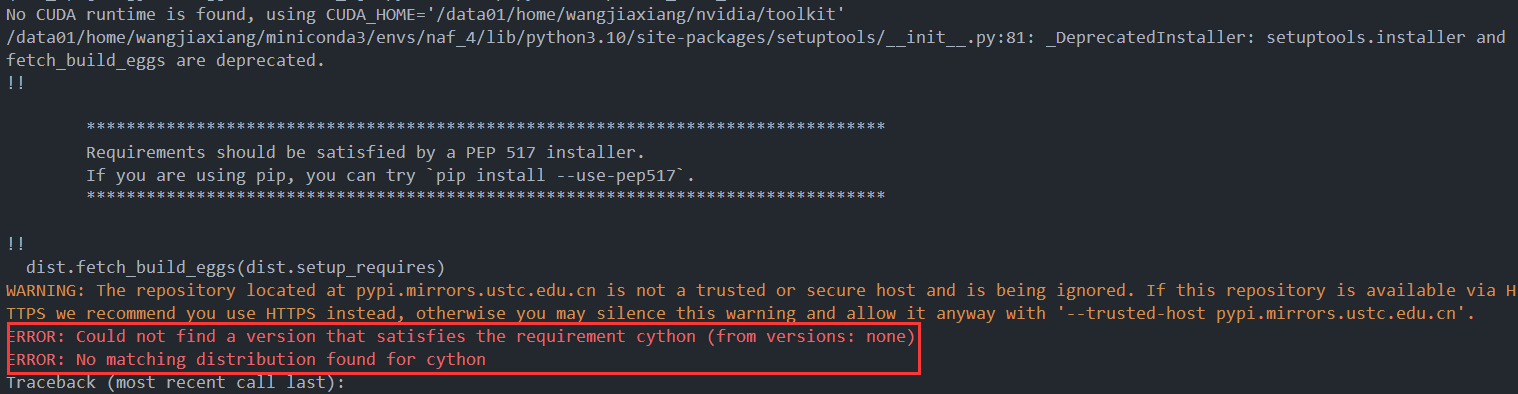 No CUDA runtime is found, using CUDA_HOME='/data01/home/wangjiaxiang/nvidia/toolkit'
/data01/home/wangjiaxiang/miniconda3/envs/naf_4/lib/python3.10/site-packages/setuptools/__init__.py:81: _DeprecatedInstaller: setuptools.installer and
fetch_build_eggs are deprecated.
!!
********************************************************************************
Requirements should be satisfied by a PEP 517 installer.
If you are using pip, you can try `pip install --use-pep517`.
********************************************************************************
!!
dist.fetch_build_eggs(dist.setup_requires)
WARNING: The repository located at pypi.mirrors.ustc.edu.cn is not a trusted or secure host and is being ignored. If this repository is available via H
TTPS we recommend you use HTTPS instead, otherwise you may silence this warning and allow it anyway with '--trusted-host pypi.mirrors.ustc.edu.cn'.
ERROR: Could not find a version that satisfies the requirement cython (from versions: none)
ERROR: No matching distribution found for cython
Traceback (most recent call last):